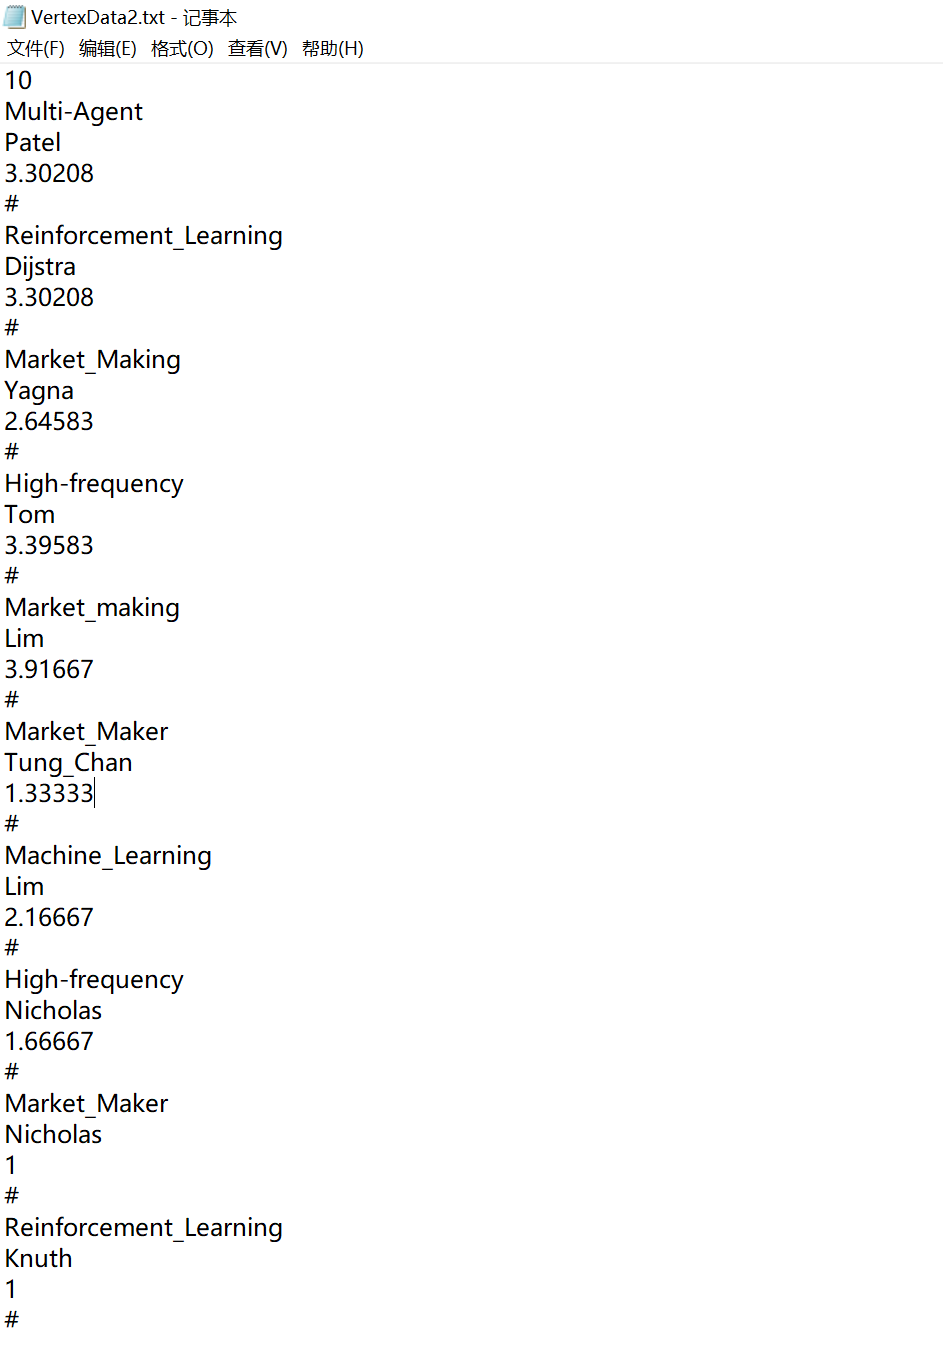 VertexData2.txt - 记事本
文件(F) 编辑(E) 格式(O) 查看(V) 帮助(H)
10
Multi-Agent
Patel
3.30208
#
Reinforcement_Learning
Dijstra
3.30208
#
Market_Making
Yagna
2.64583
#
High-frequency
Tom
3.39583
#
Market_making
Lim
3.91667
#
Market_Maker
Tung_Chan
1.33333
#
Machine_Learning
Lim
2.16667
#
High-frequency
Nicholas
1.66667
#
Market_Maker
Nicholas
1
#
Reinforcement_Learning
Knuth
1
#